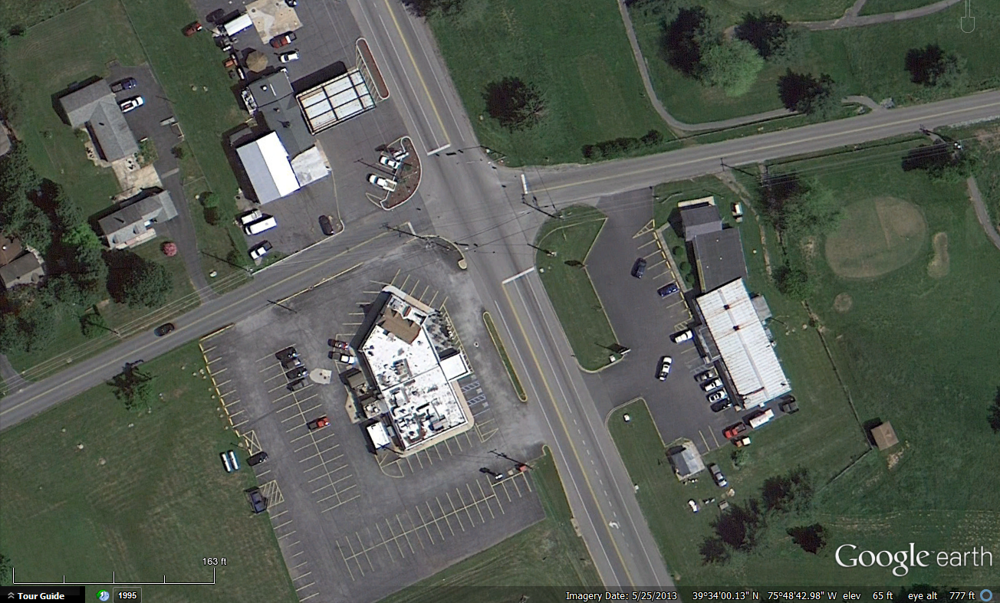 163 ft
Google earth
Tour Guide
1995
Imagery Date: 5/25/2013 39°34'00.13" N 75°48'42.98" W elev 65 ft eye alt 777 ft